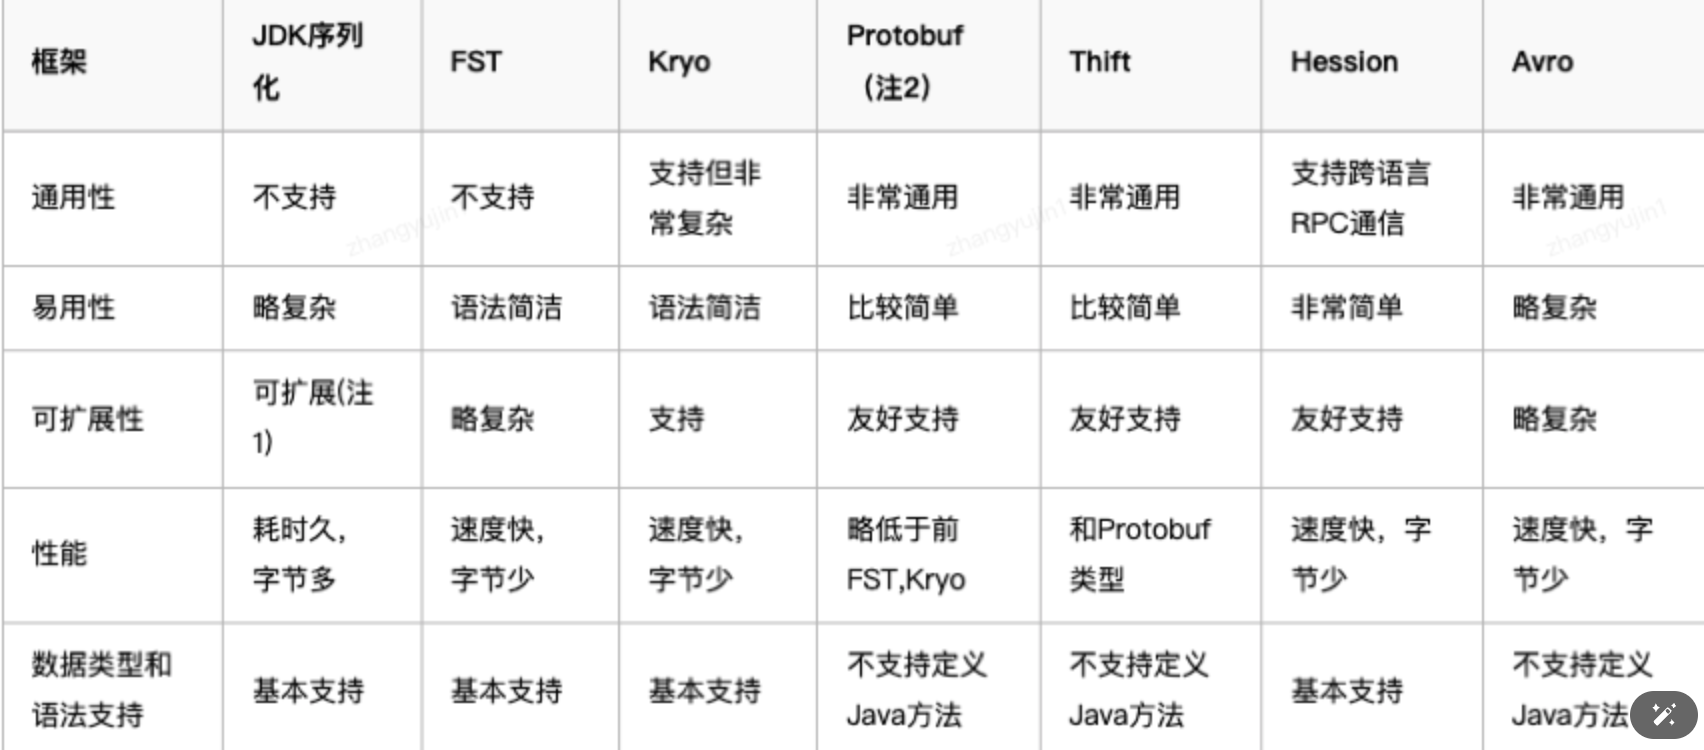 框架
JDK序列
化
FST
Kryo
Protobuf
（注2）
Thift
Hession
Avro
通用性
不支持
不支持
支持但非
常复杂
非常通用
非常通用
支持跨语言
RPC通信
非常通用
易用性
略复杂
语法简洁
语法简洁
比较简单
比较简单
非常简单
略复杂
可扩展性
可扩展(注
1)
略复杂
支持
友好支持
友好支持
友好支持
略复杂
性能
耗时久，
字节多
速度快，
字节少
速度快，
字节少
略低于前
FST,Kryo
和Protobuf
类型
速度快，字
节少
速度快，字
节少
数据类型和
语法支持
基本支持
基本支持
基本支持
不支持定义
Java方法
不支持定义
Java方法
基本支持
不支持定义
Java方法
zhangyujin1
zhangyujin1
zhangyujin1